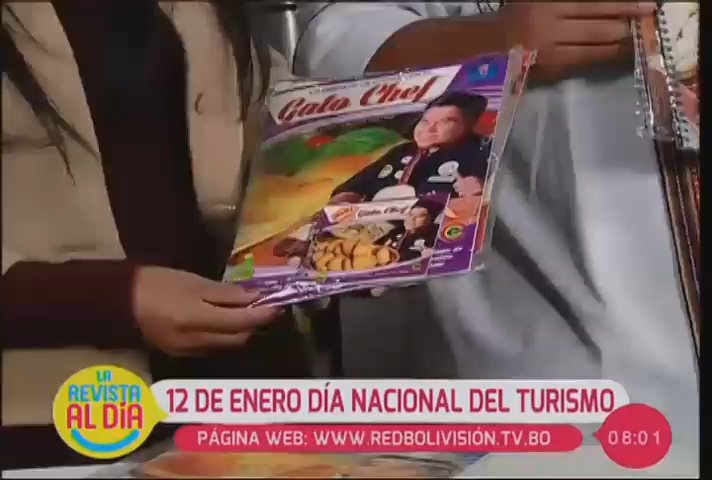 Gato Chef
Gato Chef
LA
REVISTA
AL DÍA
12 DE ENERO DÍA NACIONAL DEL TURISMO
PÁGINA WEB: WWW.REDBOLIVISIÓN.TV.BO
08:01